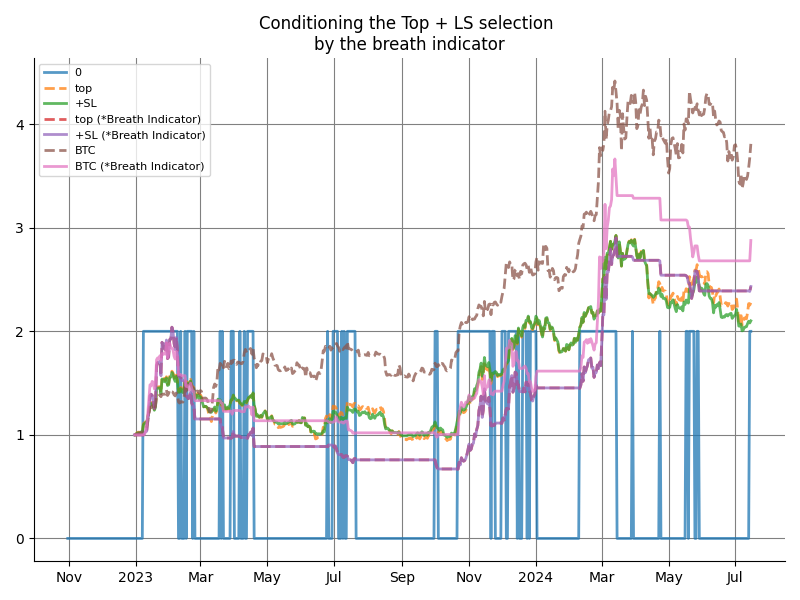 Conditioning the Top + LS selection
by the breath indicator
0
top
+SL
top (*Breath Indicator)
+SL (*Breath Indicator)
BTC
BTC (*Breath Indicator)
4
3
2
1
0
Nov
2023
Mar
May
Jul
Sep
Nov
2024
Mar
May
Jul